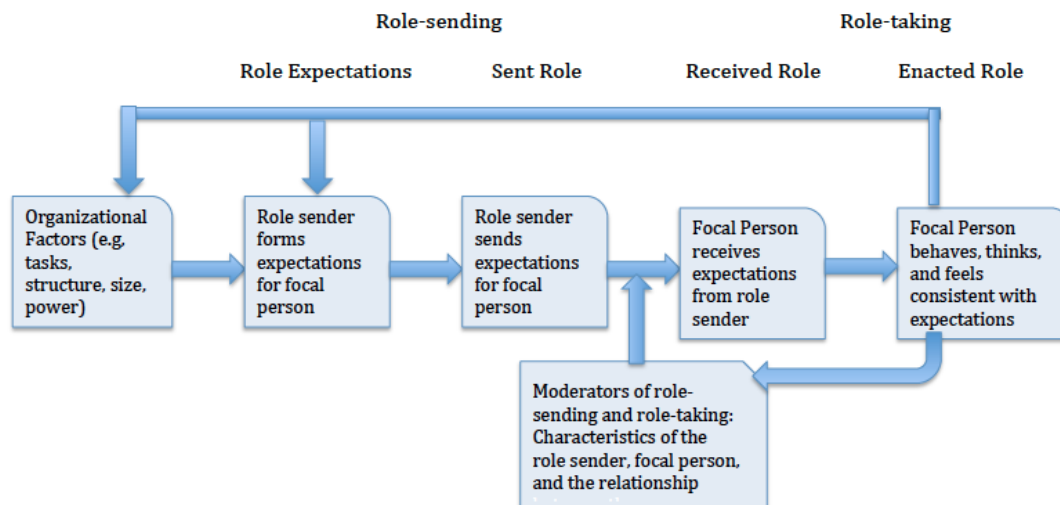 Role-sending
Role-taking
Role Expectations
Sent Role
Received Role
Enacted Role
Organizational
Factors (e.g,
tasks,
structure, size,
power)
Role sender
forms
expectations
for focal
person
Role sender
sends
expectations
for focal
person
Focal Person
receives
expectations
from role
sender
Focal Person
behaves, thinks,
and feels
consistent with
expectations
Moderators of role-
sending and role-taking:
Characteristics of the
role sender, focal person,
and the relationship